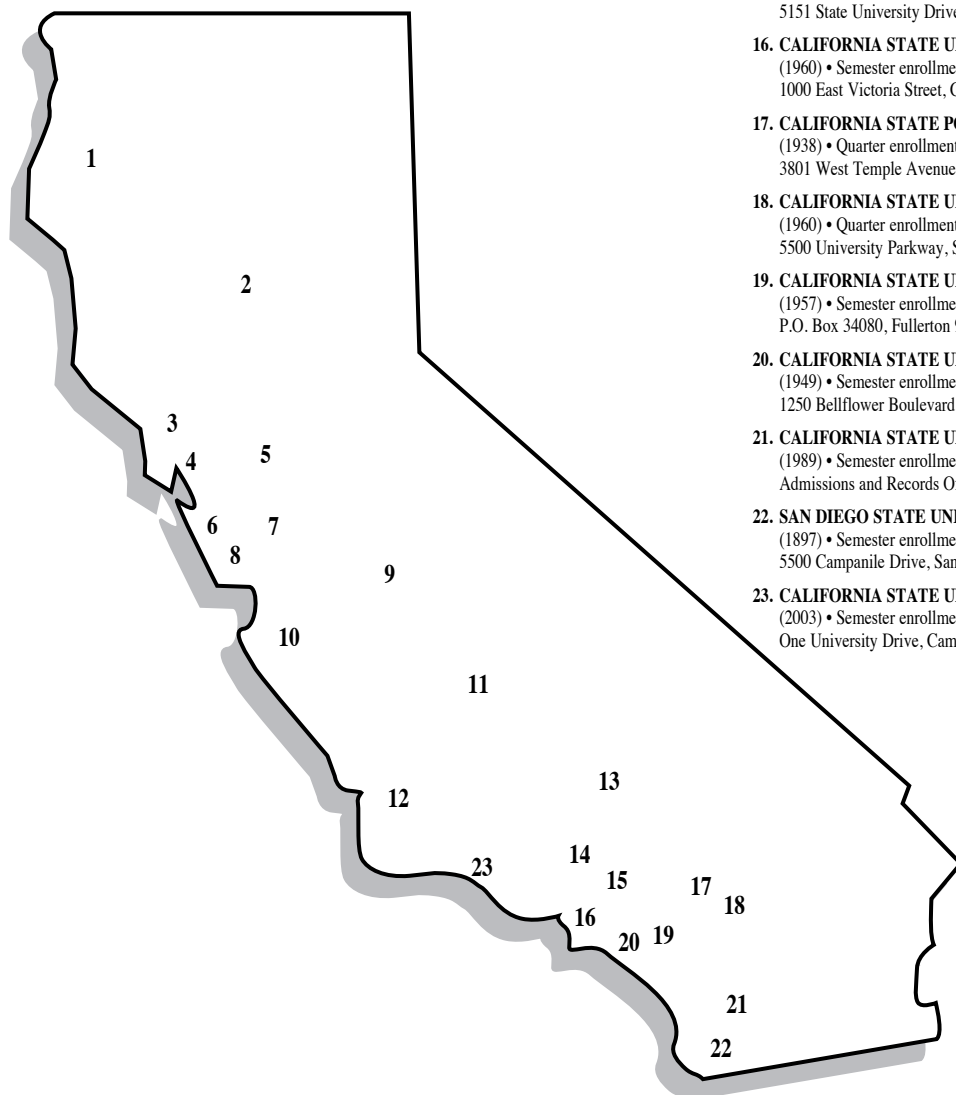 5151 State University Drive
16. CALIFORNIA STATE U
(1960) • Semester enrollme
1000 East Victoria Street, C
17. CALIFORNIA STATE PO
(1938) • Quarter enrollment
3801 West Temple Avenue
18. CALIFORNIA STATE U
(1960) • Quarter enrollment
5500 University Parkway, S
19. CALIFORNIA STATE U
(1957) • Semester enrollme
P.O. Box 34080, Fullerton 9
20. CALIFORNIA STATE U
(1949) • Semester enrollme
1250 Bellflower Boulevard
21. CALIFORNIA STATE U
(1989) • Semester enrollme
Admissions and Records O
22. SAN DIEGO STATE UNI
(1897) • Semester enrollme
5500 Campanile Drive, San
23. CALIFORNIA STATE U
(2003) • Semester enrollme
One University Drive, Cam
1
2
3
4
5
6
7
8
9
10
11
12
13
14
15
16
17
18
19
20
21
22
23